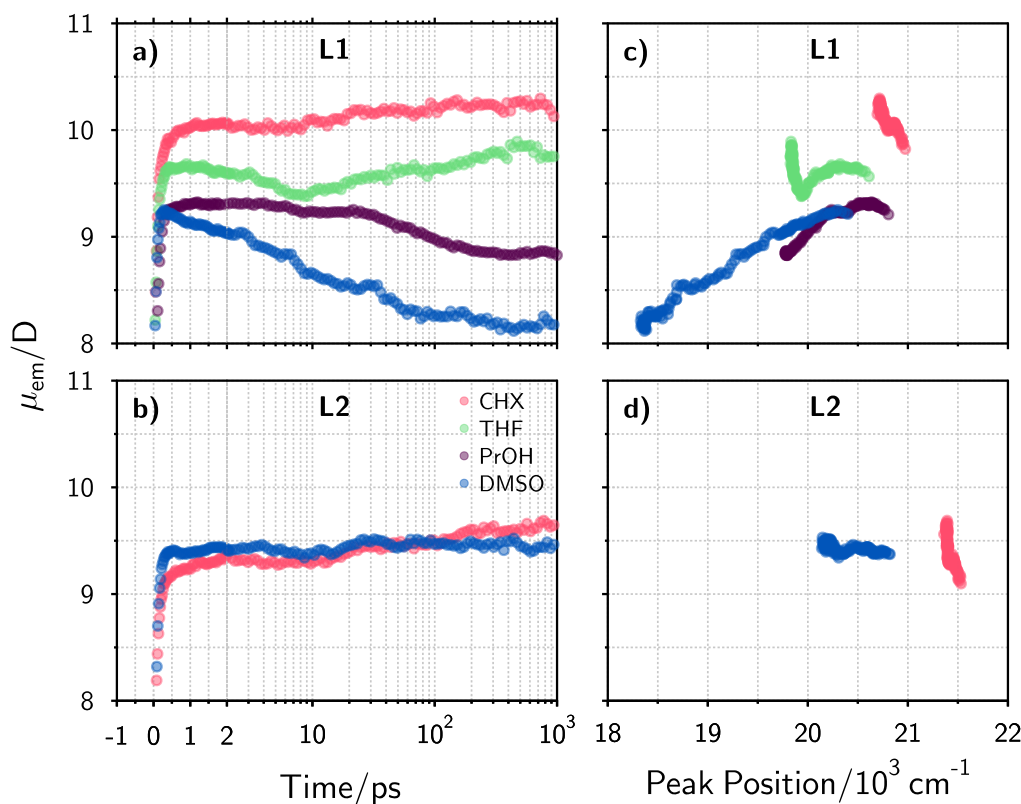 a) L1
c) L1
11
10
9
8
b) L2
d) L2
CHX
THF
PrOH
DMSO
11
10
9
8
μem/D
-1 0 1 2 10 10² 10³
18 19 20 21 22
Time/ps
Peak Position/10³ cm⁻¹